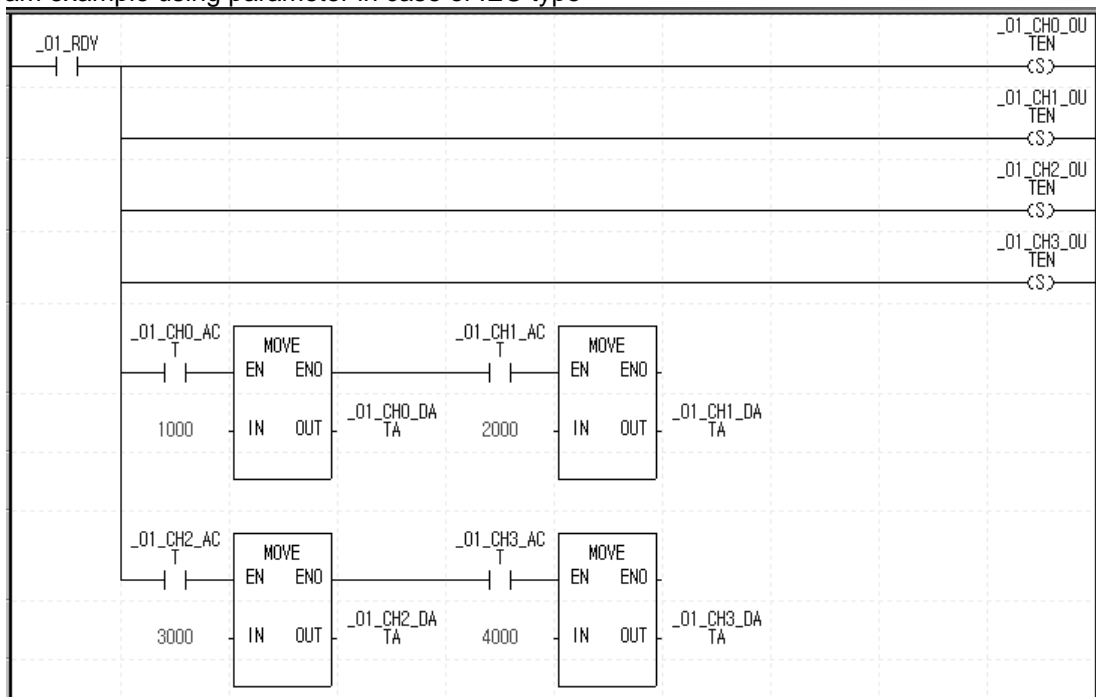 example using parameter in case of IEC type
_01_RDY
_01_CH0_OU
TEN
(S)
_01_CH1_OU
TEN
(S)
_01_CH2_OU
TEN
(S)
_01_CH3_OU
TEN
(S)
_01_CH0_AC
T
MOVE
EN ENO
_01_CH1_AC
T
MOVE
EN ENO
1000
IN OUT
_01_CH0_DA
TA
2000
IN OUT
_01_CH1_DA
TA
_01_CH2_AC
T
MOVE
EN ENO
_01_CH3_AC
T
MOVE
EN ENO
3000
IN OUT
_01_CH2_DA
TA
4000
IN OUT
_01_CH3_DA
TA